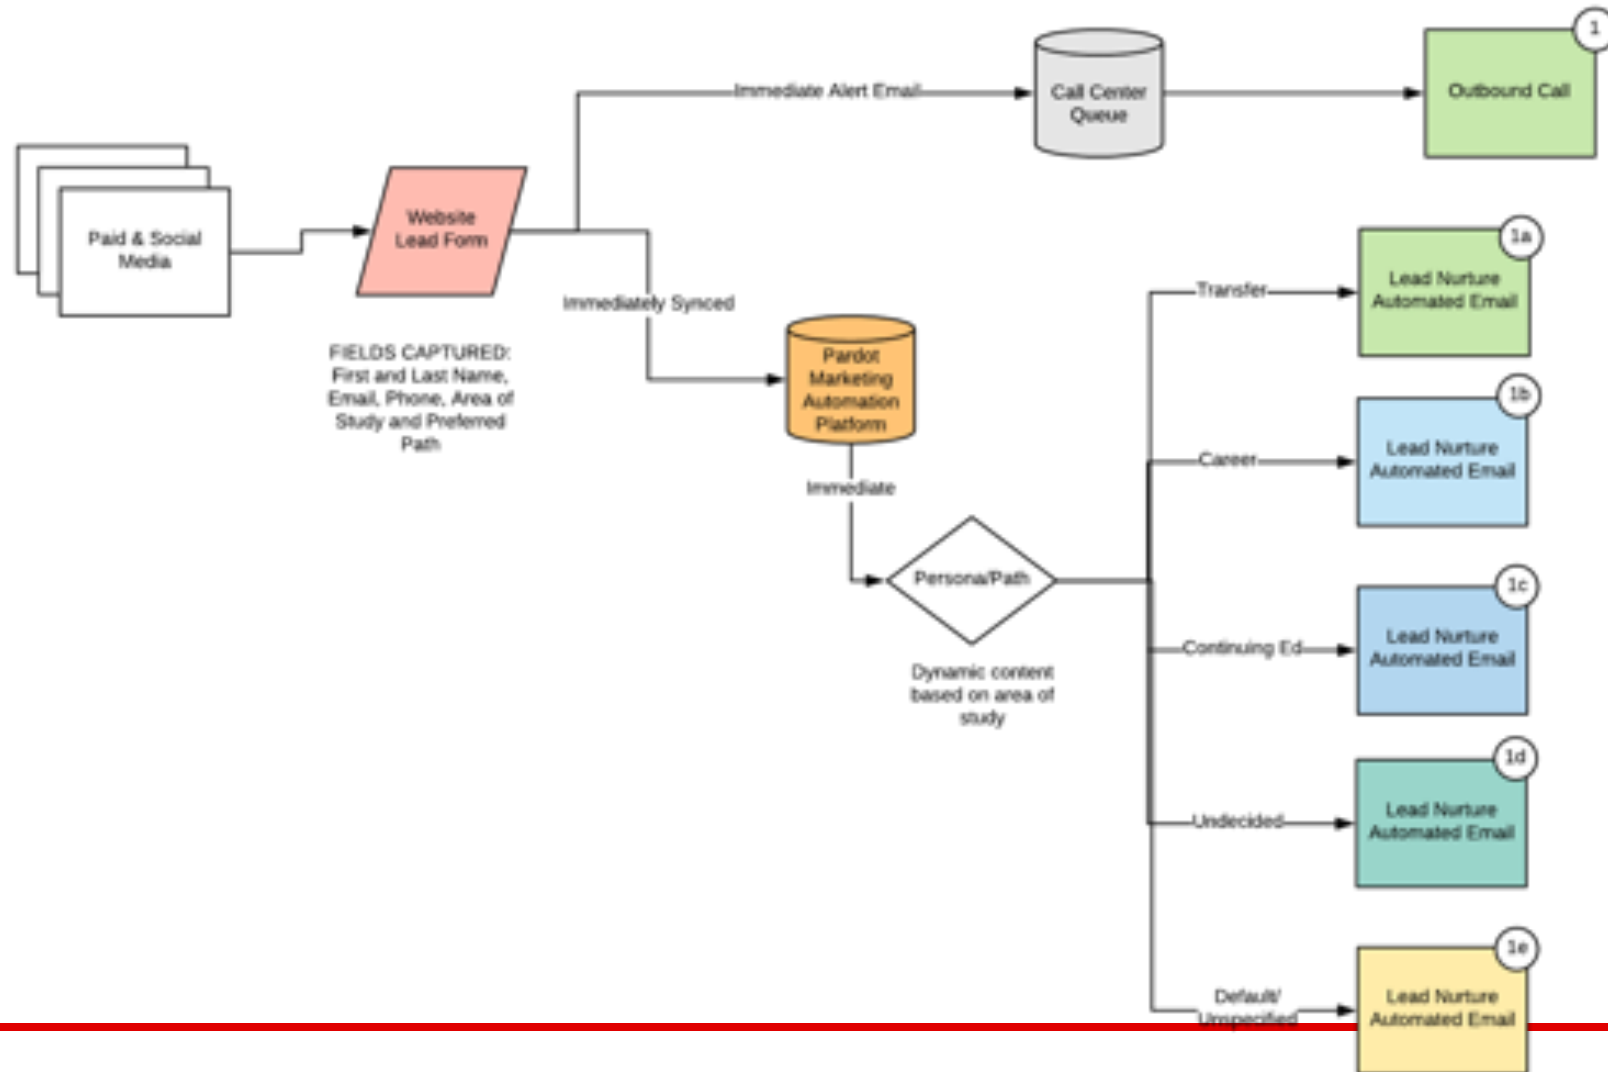 1
Immediate Alert Email
Call Center
Queue
Outbound Call
Paid & Social
Media
Website
Lead Form
Immediately Synced
FIELDS CAPTURED:
First and Last Name,
Email, Phone, Area of
Study and Preferred
Path
Pardot
Marketing
Automation
Platform
Immediate
Persona/Path
Dynamic content
based on area of
study
Transfer
1a
Lead Nurture
Automated Email
Career
1b
Lead Nurture
Automated Email
Continuing Ed
1c
Lead Nurture
Automated Email
Undecided
1d
Lead Nurture
Automated Email
Default/
Unspecified
1e
Lead Nurture
Automated Email